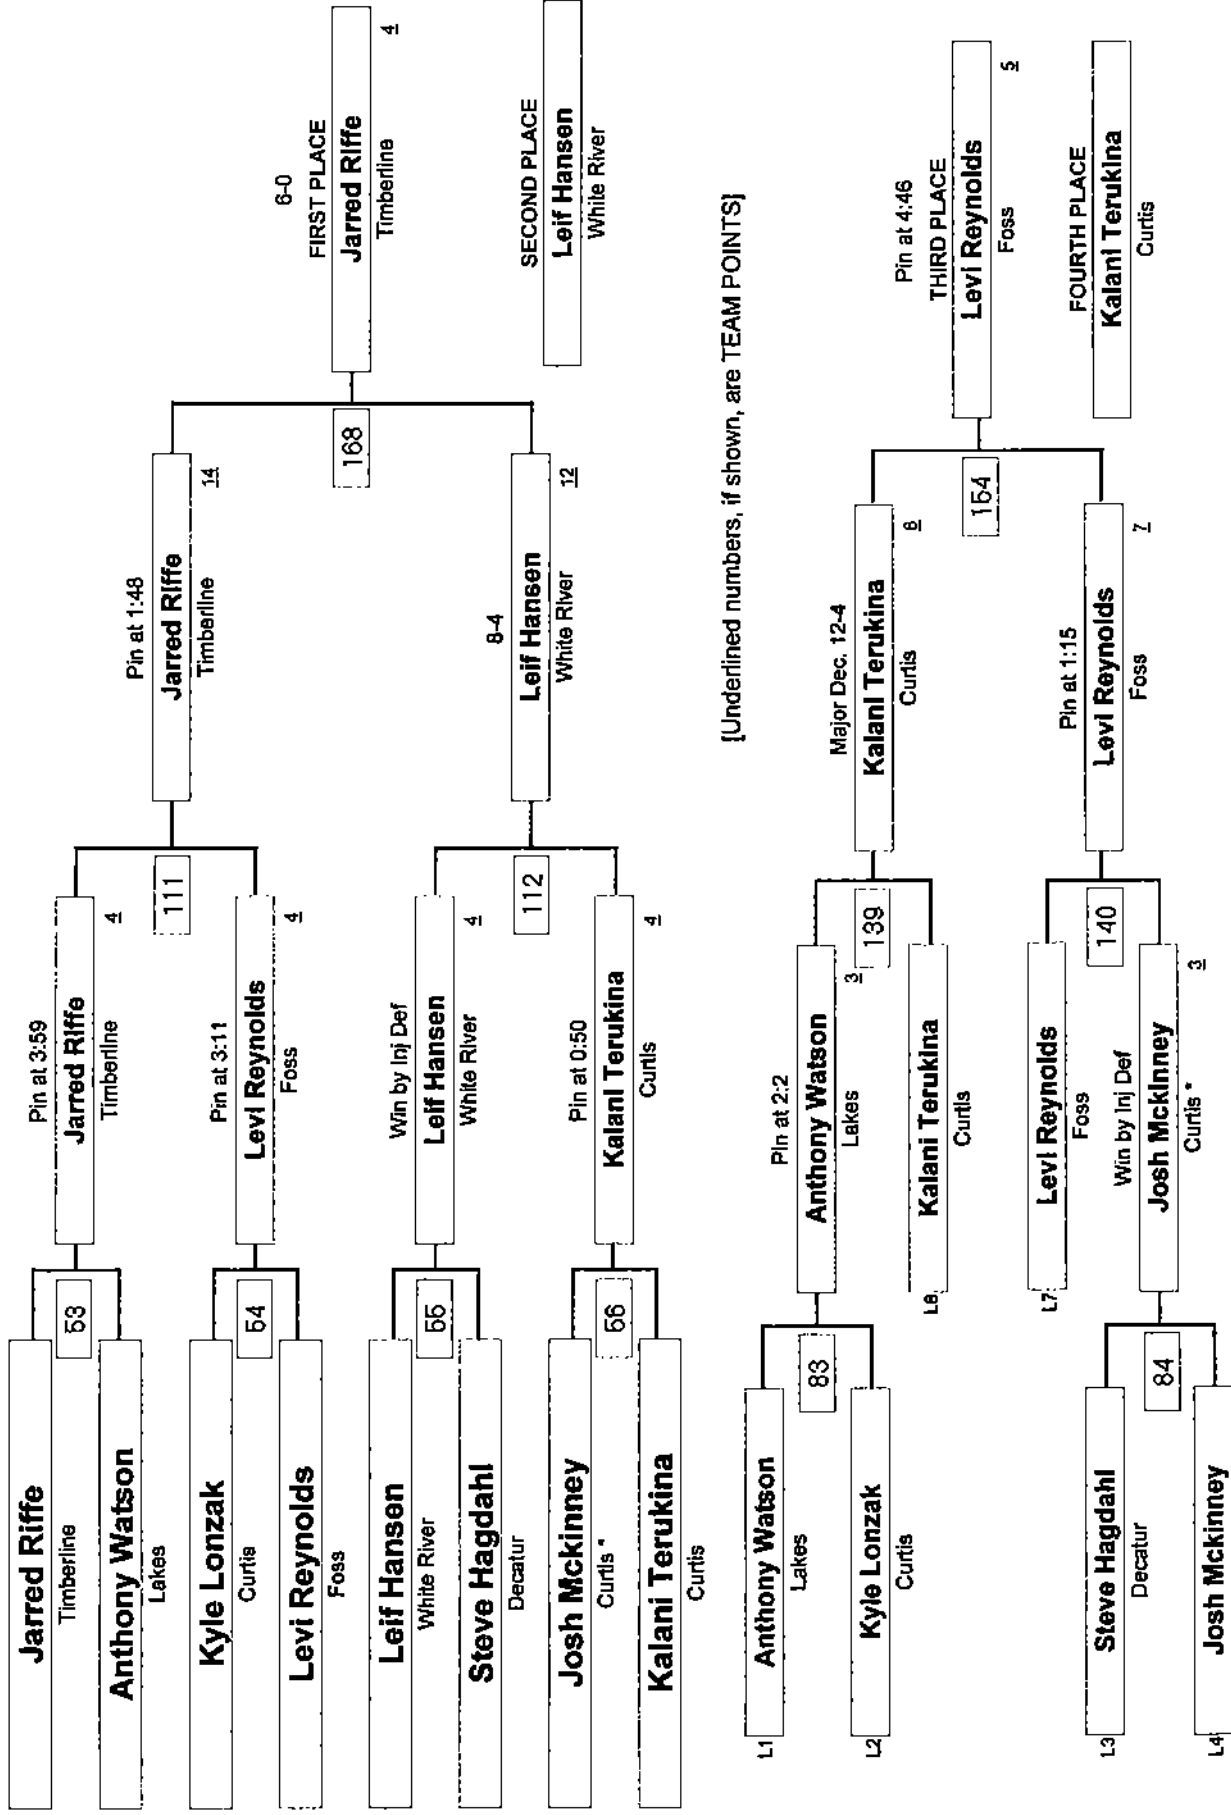 Jarred Riffe
Timberline
53
Anthony Watson
Lakes
Kyle Lonzak
Curtis
54
Levi Reynolds
Foss
Leif Hansen
White River
55
Steve Hagdahl
Decatur
Josh Mckinney
Curtis *
56
Kalani Terukina
Curtis
Pin at 3:59
Jarred Riffe
Timberline
4
111
Pin at 3:11
Levi Reynolds
Foss
4
Win by Inj Def
Leif Hansen
White River
4
112
Pin at 0:50
Kalani Terukina
Curtis
4
Pin at 1:48
Jarred Riffe
Timberline
14
168
8-4
Leif Hansen
White River
12
6-0
FIRST PLACE
Jarred Riffe
Timberline
4
SECOND PLACE
Leif Hansen
White River
[Underlined numbers, if shown, are TEAM POINTS]
L1
Anthony Watson
Lakes
83
L2
Kyle Lonzak
Curtis
L3
Steve Hagdahl
Decatur
84
L4
Josh Mckinney
Pin at 2:2
Anthony Watson
Lakes
3
139
Kalani Terukina
Curtis
L7
Levi Reynolds
Foss
140
Win by Inj Def
Josh Mckinney
Curtis *
3
Major Dec. 12-4
Kalani Terukina
Curtis
154
Pin at 1:15
Levi Reynolds
Foss
7
Pin at 4:46
THIRD PLACE
Levi Reynolds
Foss
5
FOURTH PLACE
Kalani Terukina
Curtis